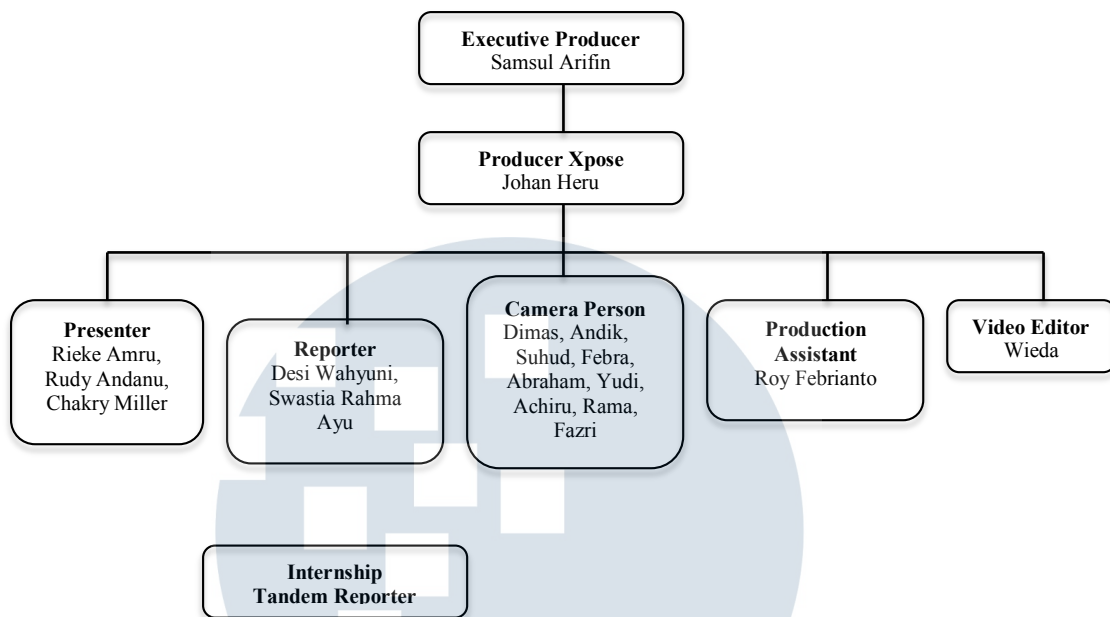 Executive Producer
Samsul Arifin
Producer Xpose
Johan Heru
Presenter
Rieke Amru,
Rudy Andanu,
Chakry Miller
Reporter
Desi Wahyuni,
Swastia Rahma
Ayu
Camera Person
Dimas, Andik,
Suhud, Febra,
Abraham, Yudi,
Achiru, Rama,
Fazri
Production
Assistant
Roy Febrianto
Video Editor
Wieda
Internship
Tandem Reporter